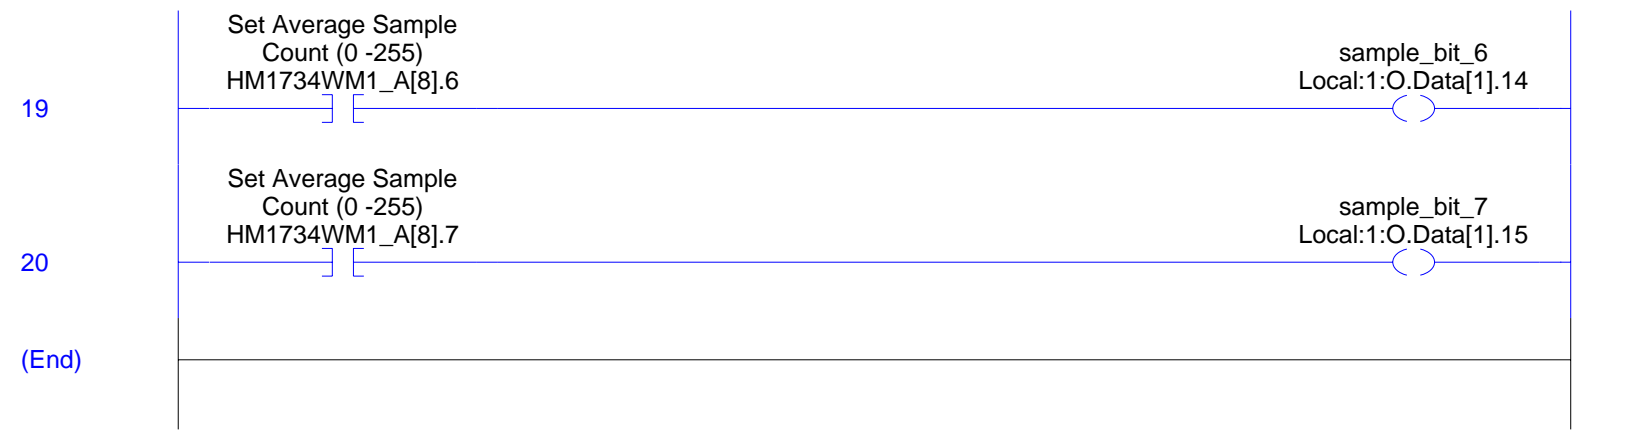 Set Average Sample
Count (0 -255)
HM1734WM1_A[8].6
sample_bit_6
Local:1:O.Data[1].14
19
Set Average Sample
Count (0 -255)
HM1734WM1_A[8].7
sample_bit_7
Local:1:O.Data[1].15
20
(End)